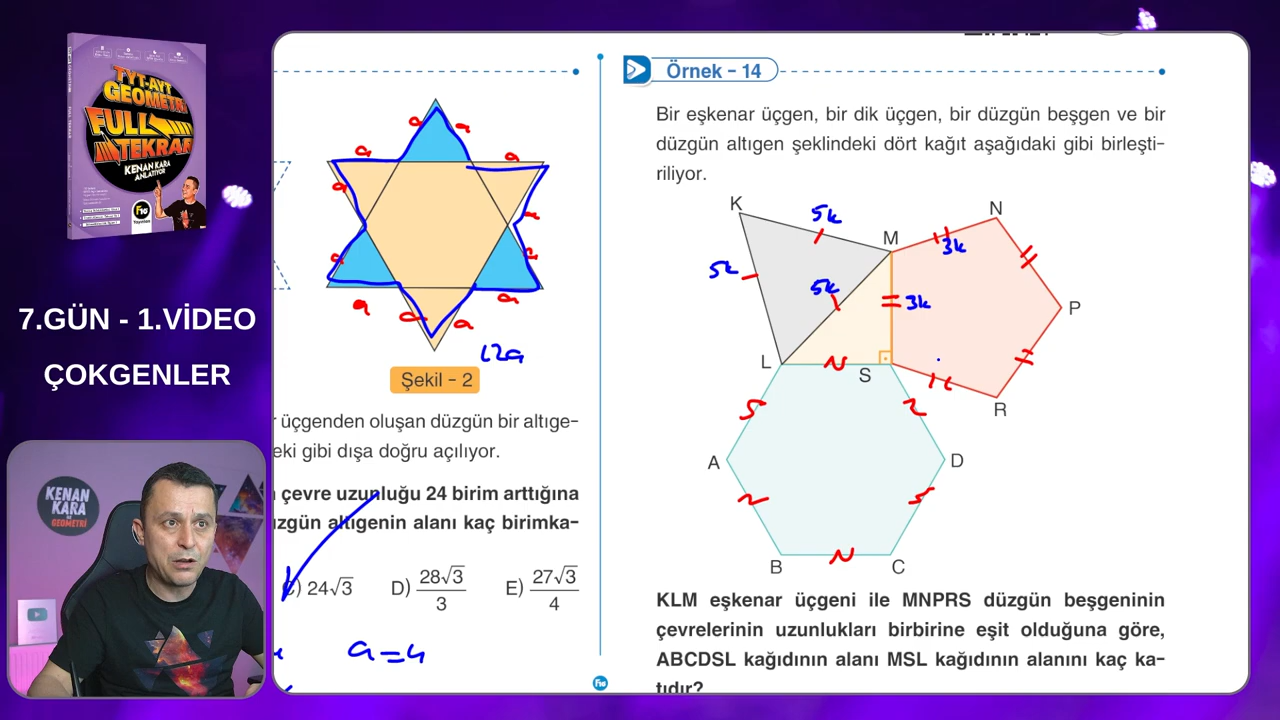 TYT-AYT
GEOMETRİ
FULL
TEKRAR
KENAN KARA
ANLATIYOR
7.GÜN - 1.VİDEO
ÇOKGENLER
KENAN
KARA
GEOMETRİ
a
a
a
a
a
a
a
a
a
a
a
a
12a
Şekil - 2
r üçgenden oluşan düzgün bir altıge-
eki gibi dışa doğru açılıyor.
çevre uzunluğu 24 birim arttığına
üzgün altıgenin alanı kaç birimka-
C) 24√3 D) 28√3/3 E) 27√3/4
a=4
Örnek - 14
Bir eşkenar üçgen, bir dik üçgen, bir düzgün beşgen ve bir
düzgün altıgen şeklindeki dört kağıt aşağıdaki gibi birleşti-
riliyor.
K
5k
N
M
3k
5k
5k
3k
P
L
S
R
A
D
B
C
KLM eşkenar üçgeni ile MNPRS düzgün beşgeninin
çevrelerinin uzunlukları birbirine eşit olduğuna göre,
ABCDSL kağıdının alanı MSL kağıdının alanını kaç ka-
tıdır?